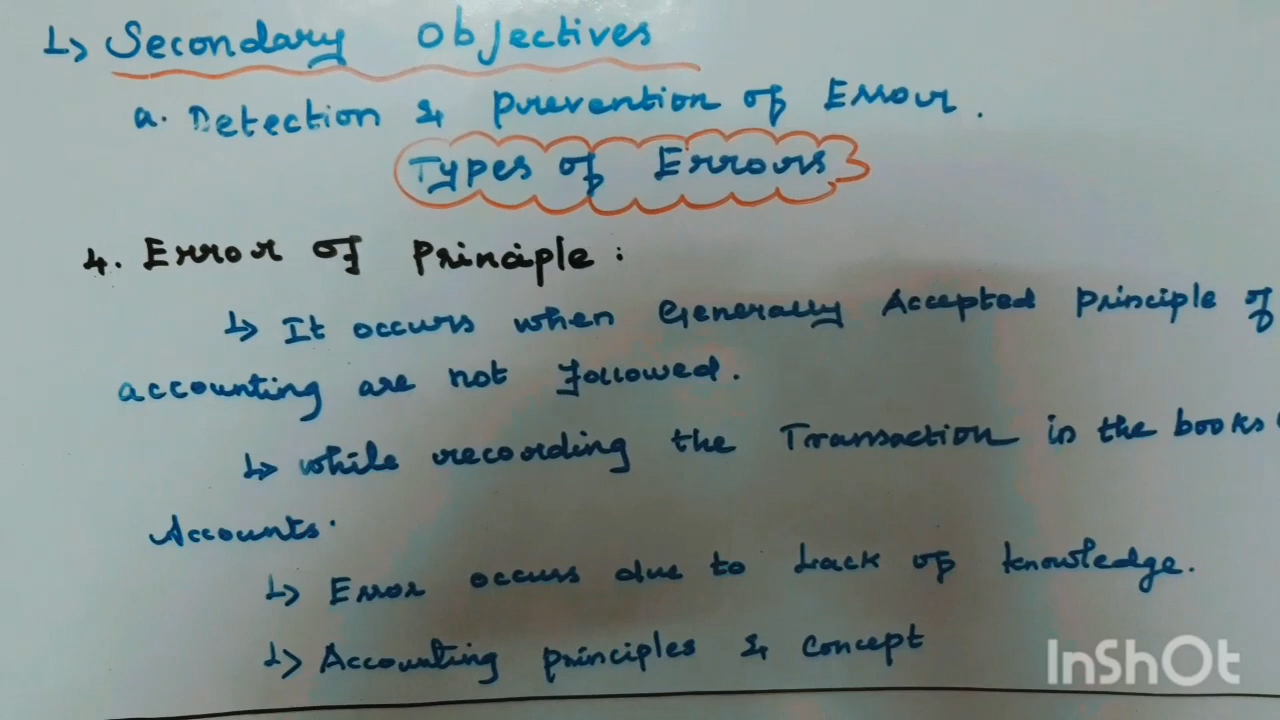 ↳ Secondary Objectives
a. Detection & prevention of Error.
Types of Errors
4. Error of Principle:
↳ It occurs when Generally Accepted principle of
accounting are not followed.
↳ while recording the Transaction in the books
Accounts.
↳ Error occurs due to Lack of knowledge.
↳ Accounting principles & concept
InShOt